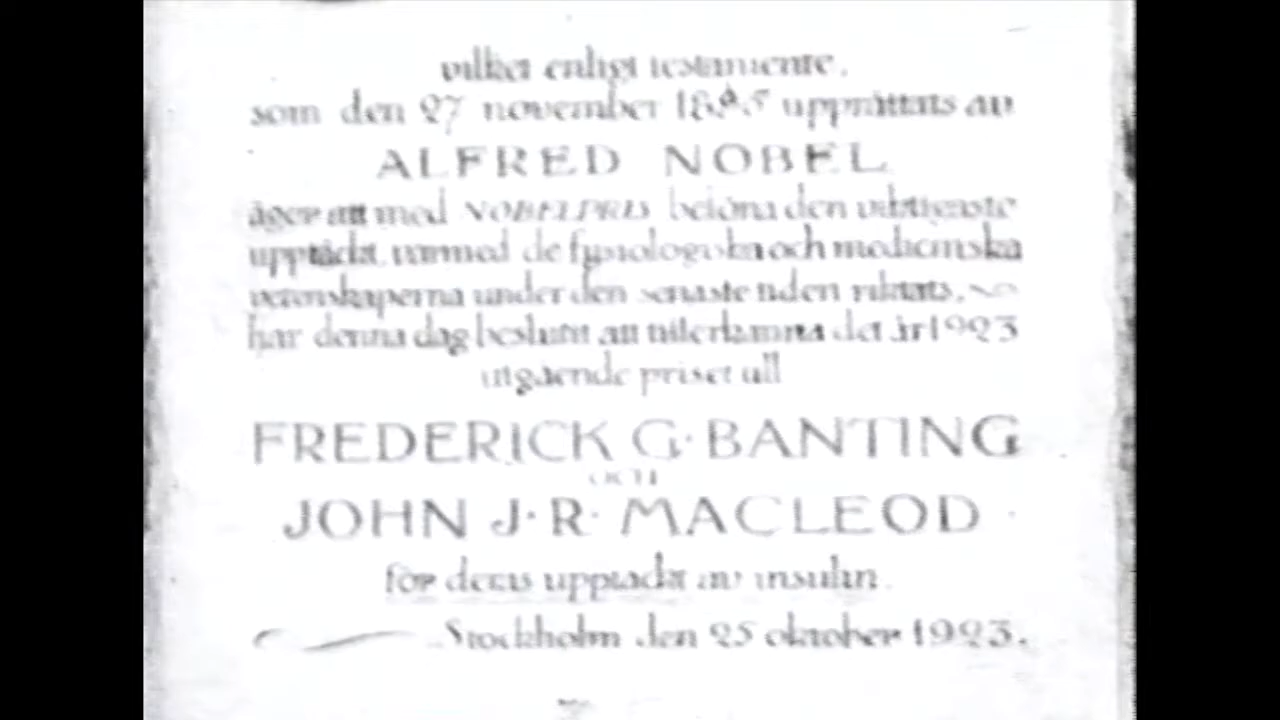 vilket enligt testamente,
som den 27 november 1895 upprättats av
ALFRED NOBEL
äger att med NOBELPRIS belöna den viktigaste
upptäckt, varmed de fysiologiska och medicinska
vetenskaperna under den senaste tiden riktats,
har denna dag beslutit att tillerkänna det år 1923
utgående priset till
FREDERICK G·BANTING
OCH
JOHN J·R·MACLEOD
för deras upptäckt av insulin.
Stockholm den 25 oktober 1923.